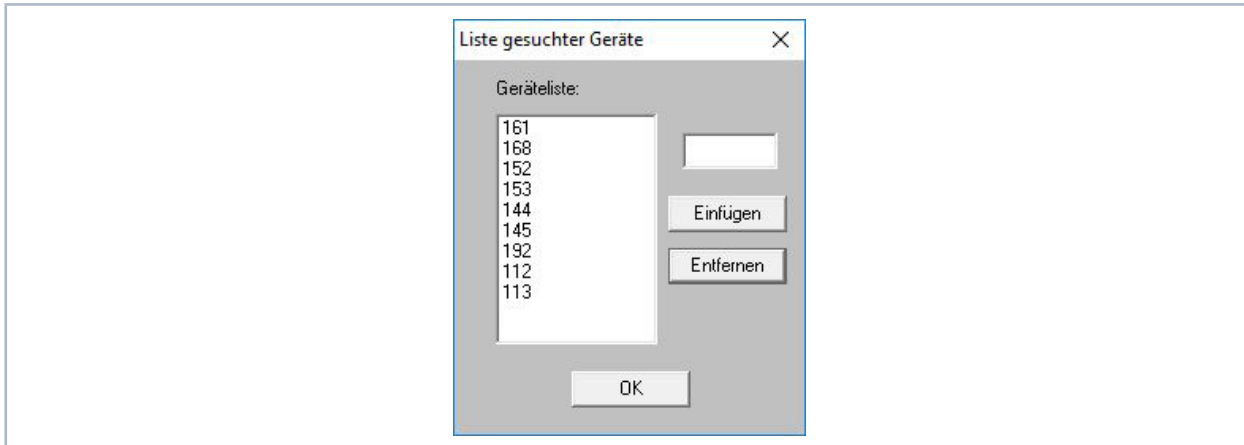 Liste gesuchter Geräte
Geräteliste:
161
168
152
153
144
145
192
112
113
Einfügen
Entfernen
OK